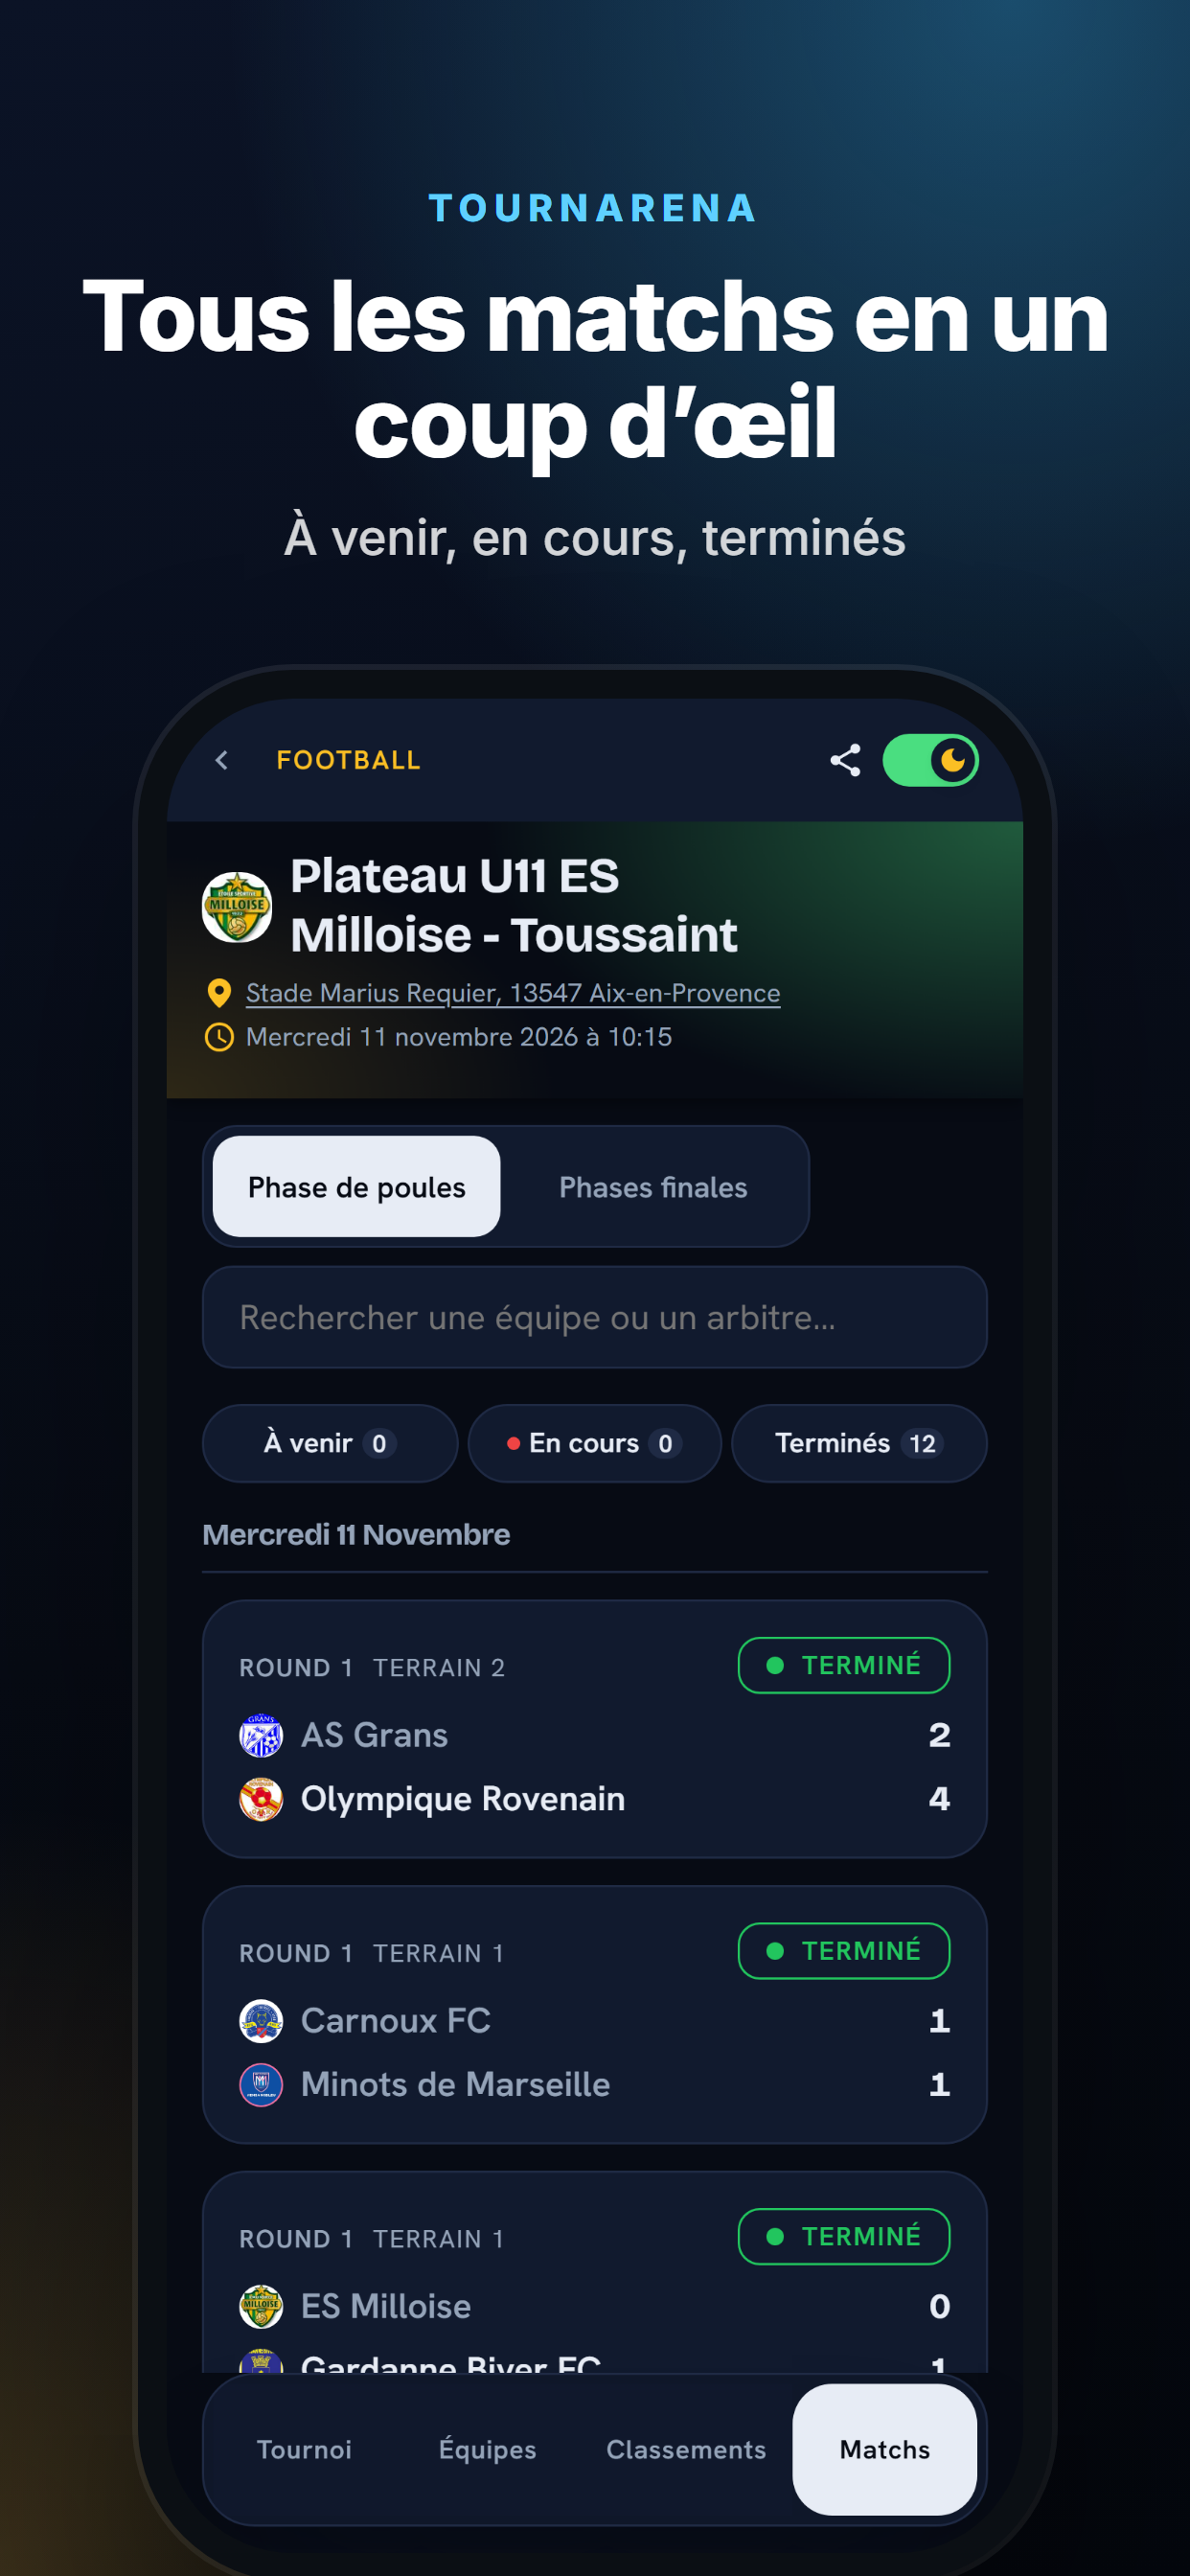 TOURNARENA
Tous les matchs en un
coup d’œil
À venir, en cours, terminés
FOOTBALL
MILLOISE
Plateau U11 ES
Milloise - Toussaint
Stade Marius Requier, 13547 Aix-en-Provence
Mercredi 11 novembre 2026 à 10:15
Phase de poules Phases finales
Rechercher une équipe ou un arbitre...
À venir 0 En cours 0 Terminés 12
Mercredi 11 Novembre
ROUND 1 TERRAIN 2 TERMINÉ
GRANS
AS Grans 2
Olympique Rovenain 4
ROUND 1 TERRAIN 1 TERMINÉ
Carnoux FC 1
Minots de Marseille 1
ROUND 1 TERRAIN 1 TERMINÉ
MILLOISE
ES Milloise 0
Gardanne Biver FC 1
Tournoi Équipes Classements Matchs